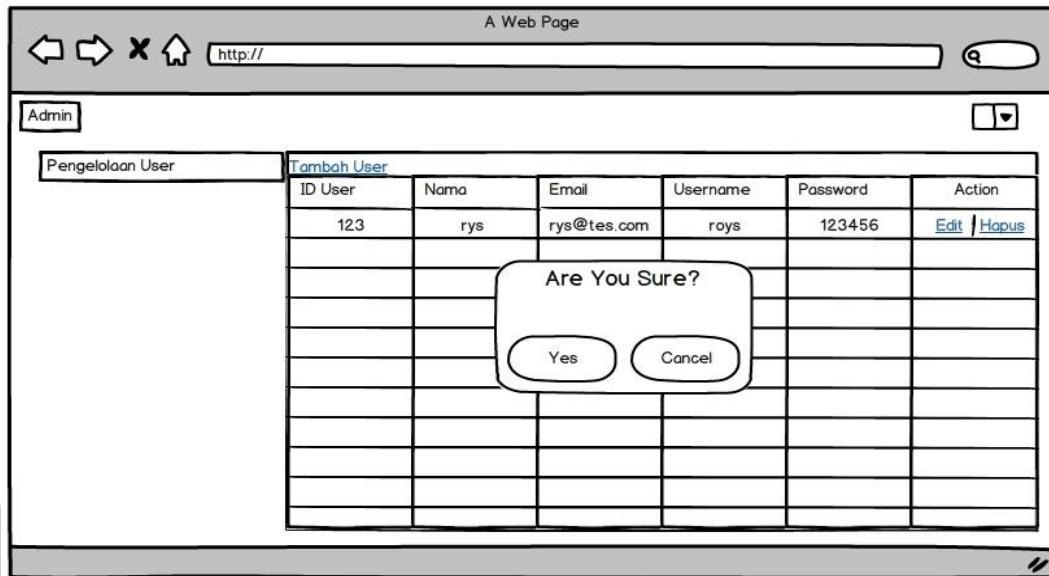 A Web Page
http://
Admin
Pengelolaan User
Tambah User
ID User Nama Email Username Password Action
123 rys rys@tes.com roys 123456 Edit | Hapus
Are You Sure?
Yes Cancel